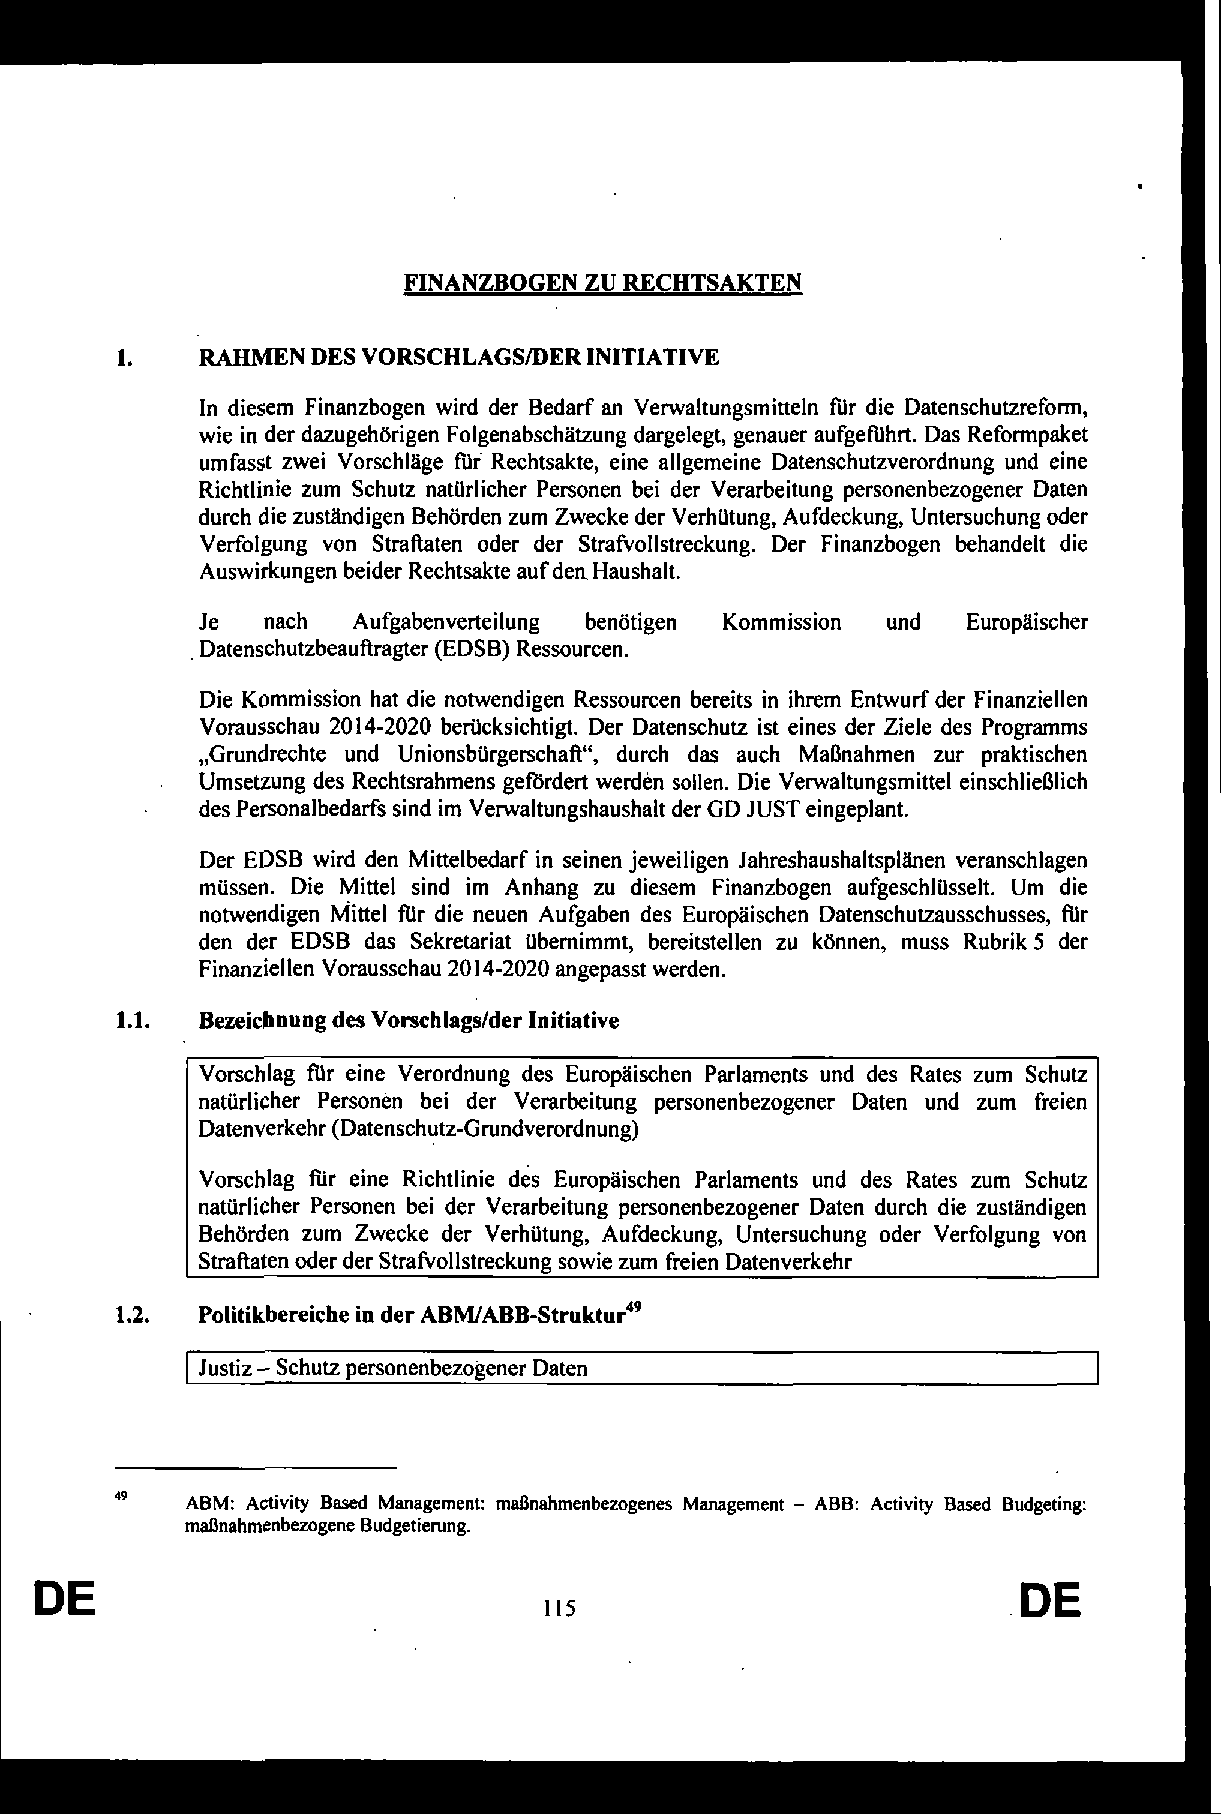 FINANZBOGEN ZU RECHTSAKTEN
1. RAHMEN DES VORSCHLAGS/DER INITIATIVE
In diesem Finanzbogen wird der Bedarf an Verwaltungsmitteln für die Datenschutzreform,
wie in der dazugehörigen Folgenabschätzung dargelegt, genauer aufgeführt. Das Reformpaket
umfasst zwei Vorschläge für Rechtsakte, eine allgemeine Datenschutzverordnung und eine
Richtlinie zum Schutz natürlicher Personen bei der Verarbeitung personenbezogener Daten
durch die zuständigen Behörden zum Zwecke der Verhütung, Aufdeckung, Untersuchung oder
Verfolgung von Straftaten oder der Strafvollstreckung. Der Finanzbogen behandelt die
Auswirkungen beider Rechtsakte auf den Haushalt.
Je nach Aufgabenverteilung benötigen Kommission und Europäischer
Datenschutzbeauftragter (EDSB) Ressourcen.
Die Kommission hat die notwendigen Ressourcen bereits in ihrem Entwurf der Finanziellen
Vorausschau 2014-2020 berücksichtigt. Der Datenschutz ist eines der Ziele des Programms
„Grundrechte und Unionsbürgerschaft“, durch das auch Maßnahmen zur praktischen
Umsetzung des Rechtsrahmens gefördert werden sollen. Die Verwaltungsmittel einschließlich
des Personalbedarfs sind im Verwaltungshaushalt der GD JUST eingeplant.
Der EDSB wird den Mittelbedarf in seinen jeweiligen Jahreshaushaltsplänen veranschlagen
müssen. Die Mittel sind im Anhang zu diesem Finanzbogen aufgeschlüsselt. Um die
notwendigen Mittel für die neuen Aufgaben des Europäischen Datenschutzausschusses, für
den der EDSB das Sekretariat übernimmt, bereitstellen zu können, muss Rubrik 5 der
Finanziellen Vorausschau 2014-2020 angepasst werden.
1.1. Bezeichnung des Vorschlags/der Initiative
Vorschlag für eine Verordnung des Europäischen Parlaments und des Rates zum Schutz
natürlicher Personen bei der Verarbeitung personenbezogener Daten und zum freien
Datenverkehr (Datenschutz-Grundverordnung)
Vorschlag für eine Richtlinie des Europäischen Parlaments und des Rates zum Schutz
natürlicher Personen bei der Verarbeitung personenbezogener Daten durch die zuständigen
Behörden zum Zwecke der Verhütung, Aufdeckung, Untersuchung oder Verfolgung von
Straftaten oder der Strafvollstreckung sowie zum freien Datenverkehr
1.2. Politikbereiche in der ABM/ABB-Struktur49
Justiz – Schutz personenbezogener Daten
49 ABM: Activity Based Management: maßnahmenbezogenes Management – ABB: Activity Based Budgeting:
maßnahmenbezogene Budgetierung.
DE 115 DE